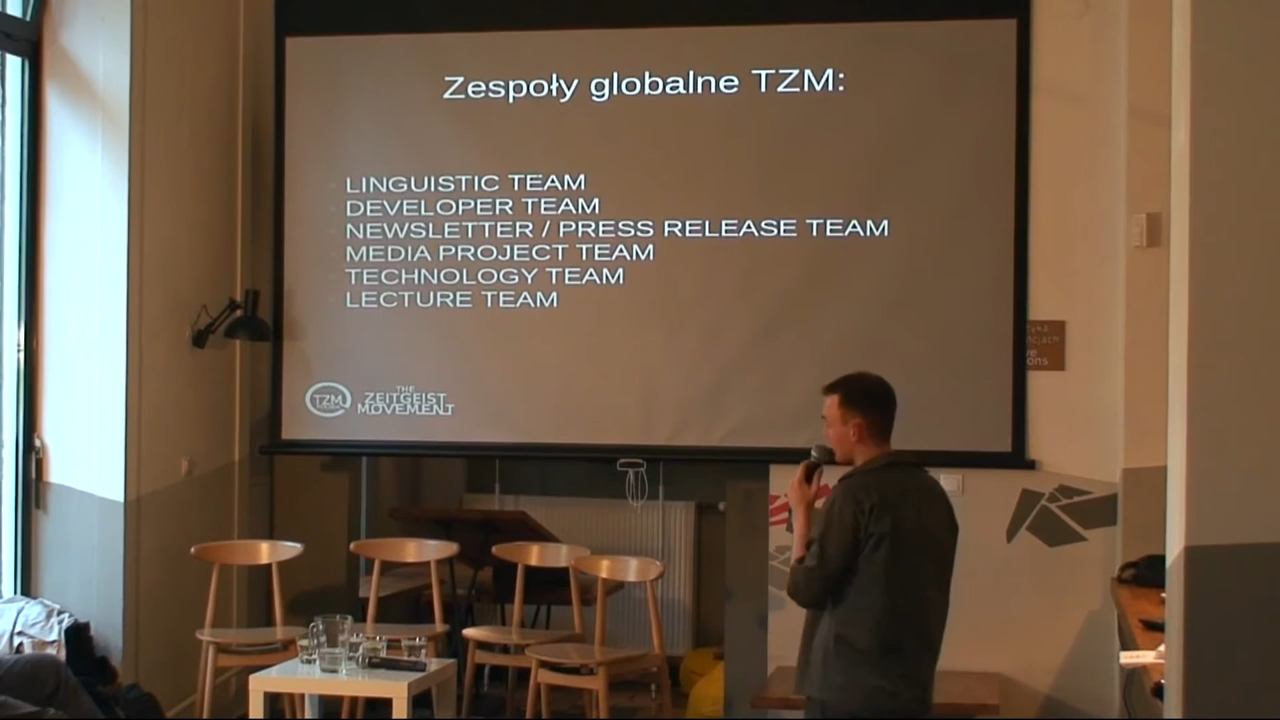 Zespoły globalne TZM:
LINGUISTIC TEAM
DEVELOPER TEAM
NEWSLETTER / PRESS RELEASE TEAM
MEDIA PROJECT TEAM
TECHNOLOGY TEAM
LECTURE TEAM
TZM
THE
ZEITGEIST
MOVEMENT